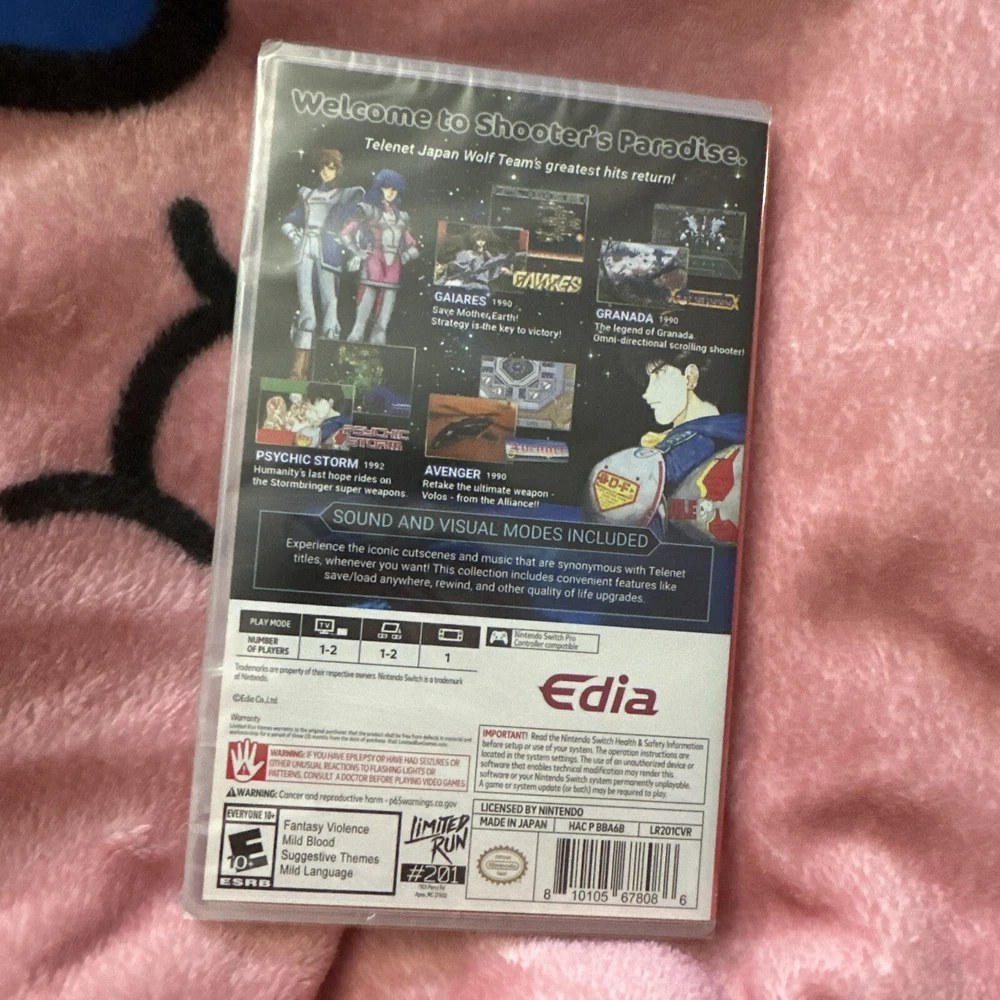 Welcome to Shooter's Paradise.
Telenet Japan Wolf Team's greatest hits return!
GAIARES
GAIARES 1990
Save Mother Earth!
Strategy is the key to victory!
GRANADA 1990
The legend of Granada.
Omni-directional scrolling shooter!
PSYCHIC
STORM
PSYCHIC STORM 1992
Humanity's last hope rides on
the Stormbringer super weapons.
Avenger
AVENGER 1990
Retake the ultimate weapon -
Volos - from the Alliance!!
S.D.F.
SOUND AND VISUAL MODES INCLUDED
Experience the iconic cutscenes and music that are synonymous with Telenet
titles, whenever you want! This collection includes convenient features like
save/load anywhere, rewind, and other quality of life upgrades.
PLAY MODE
TV
NUMBER
OF PLAYERS
1-2
1-2
1
Nintendo Switch Pro
Controller compatible
Trademarks are property of their respective owners. Nintendo Switch is a trademark
of Nintendo.
©Edia Co.,Ltd
Edia
Warranty
WARNING: IF YOU HAVE EPILEPSY OR HAVE HAD SEIZURES OR
OTHER UNUSUAL REACTIONS TO FLASHING LIGHTS OR
PATTERNS, CONSULT A DOCTOR BEFORE PLAYING VIDEO GAMES.
WARNING: Cancer and reproductive harm - p65warnings.ca.gov
IMPORTANT! Read the Nintendo Switch Health & Safety Information
before setup or use of your system. The operation instructions are
located in the system settings. The use of an unauthorized device or
software that enables technical modification may render this
software or your Nintendo Switch system permanently unplayable.
A game or system update (or both) may be required to play.
EVERYONE 10+
E
10+
ESRB
Fantasy Violence
Mild Blood
Suggestive Themes
Mild Language
LIMITED
RUN
#201
LICENSED BY NINTENDO
MADE IN JAPAN
HAC P BBA6B
LR201CVR
Nintendo
8 10105 67808 6